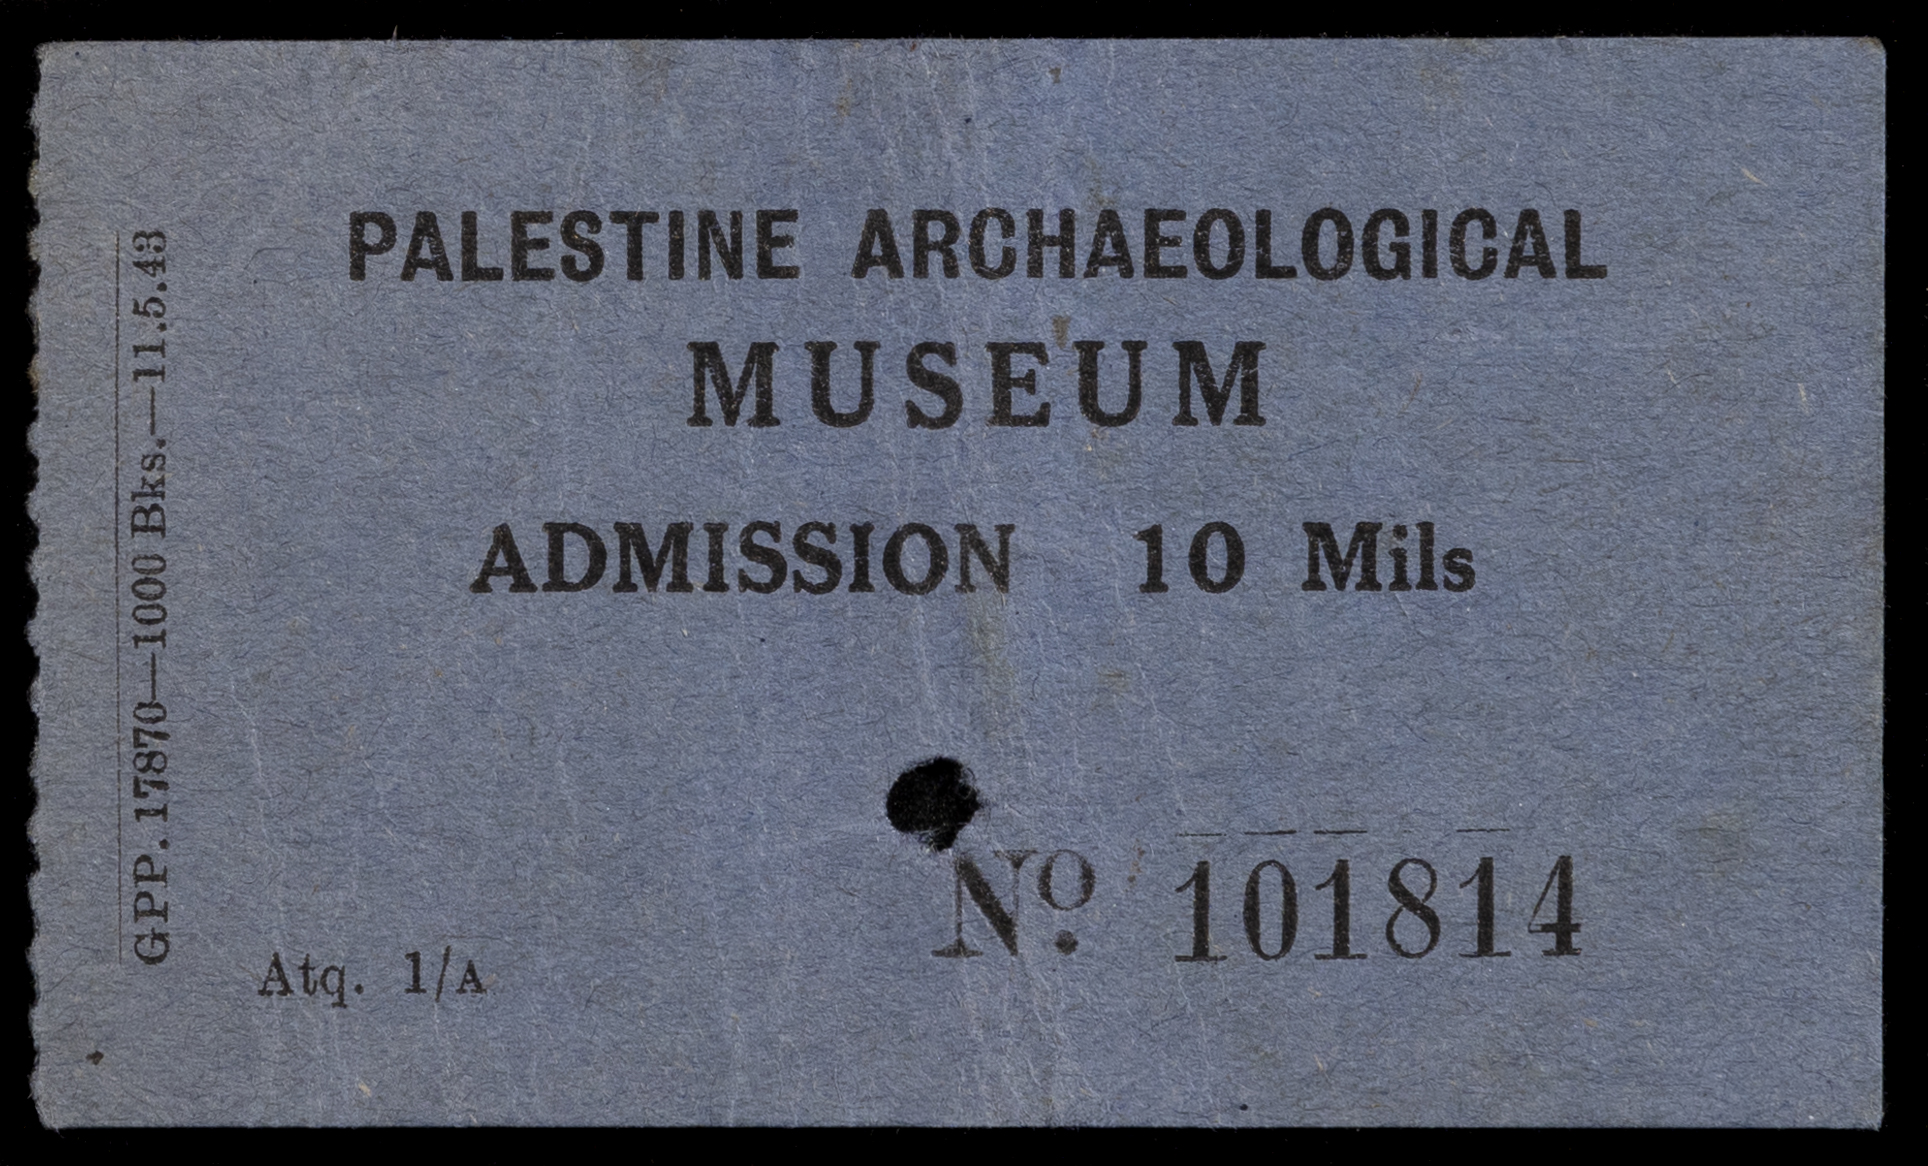 PALESTINE ARCHAEOLOGICAL
MUSEUM
ADMISSION 10 Mils
No. 101814
Atq. 1/A
GPP. 17870—1000 Bks.—11.5.43